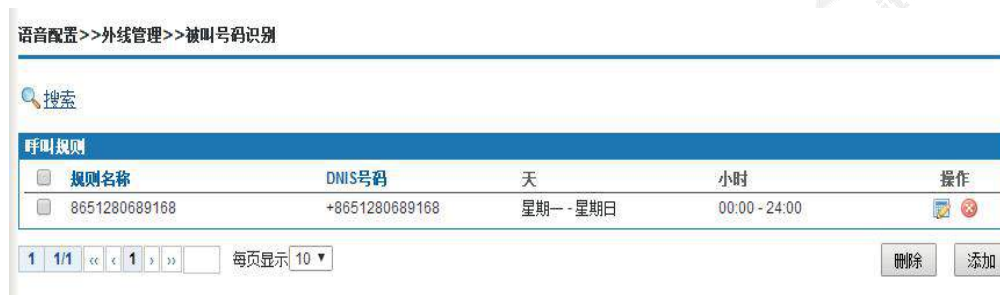 语音配置>>外线管理>>被叫号码识别
搜索
呼叫规则
规则名称 DNIS号码 天 小时 操作
8651280689168 +8651280689168 星期一 - 星期日 00:00 - 24:00
1 1/1 « ‹ 1 › » 每页显示 10 ▼ 删除 添加